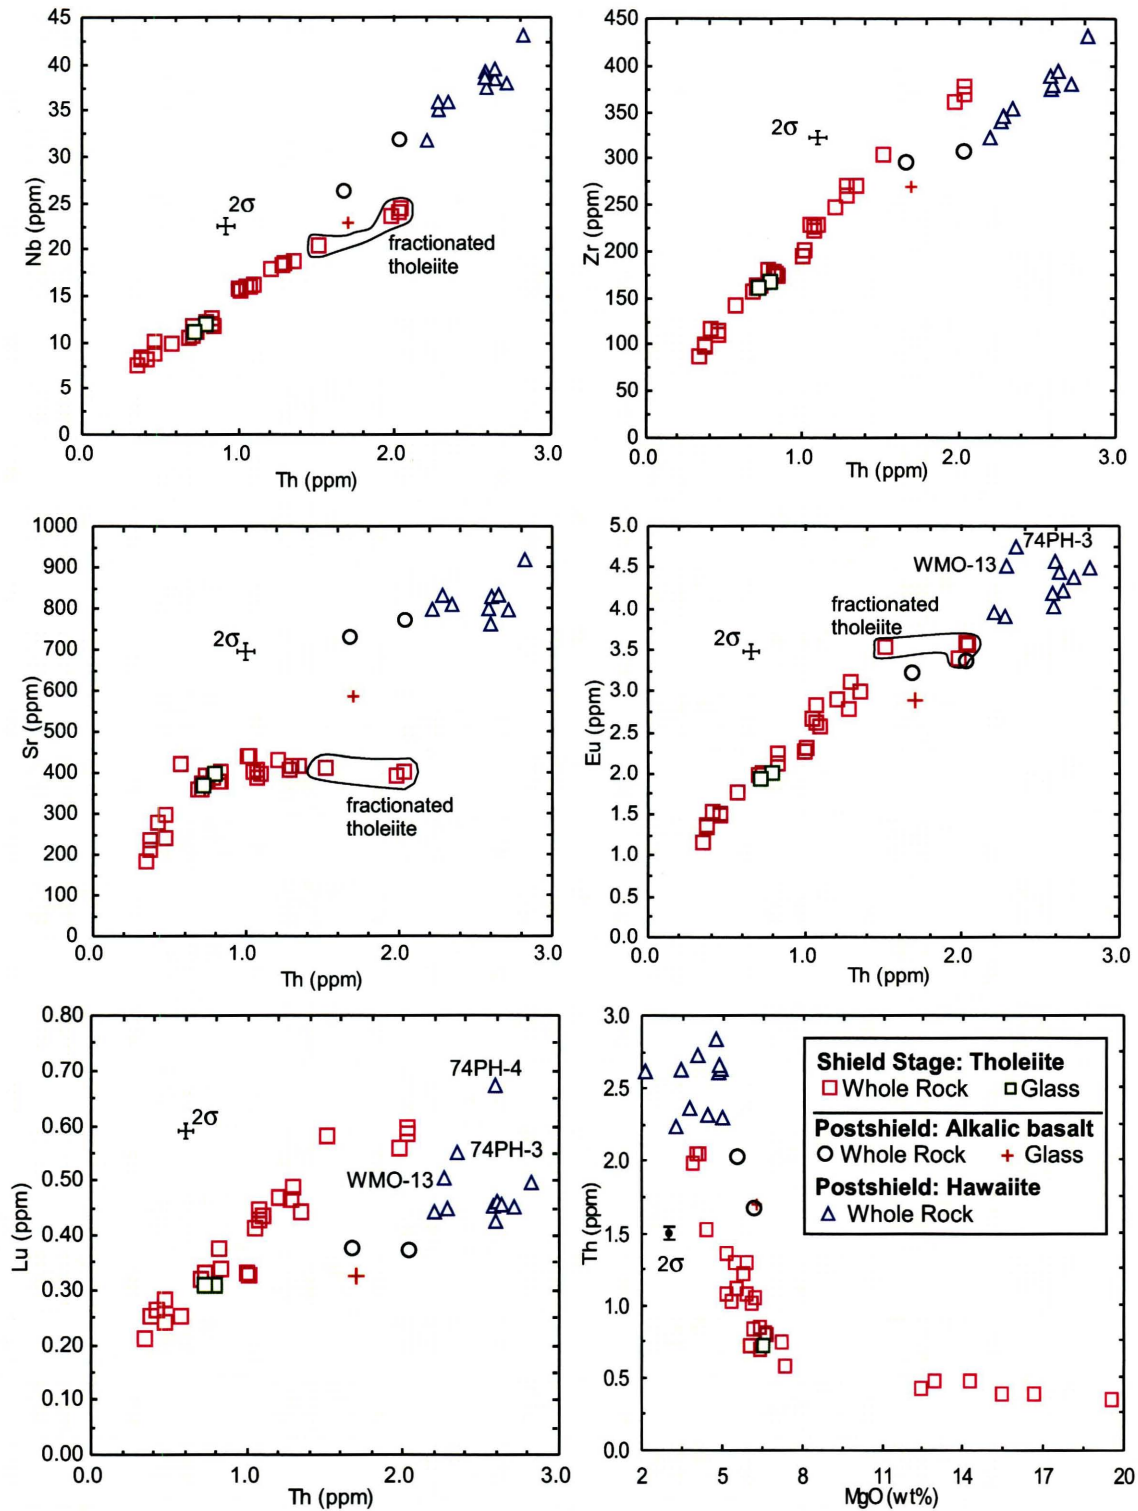 45
40
35
30
25
20
15
10
5
0
Nb (ppm)
2σ
fractionated
tholeiite
0.0
1.0
2.0
3.0
Th (ppm)
450
400
350
300
250
200
150
100
50
0
Zr (ppm)
2σ
0.0
1.0
2.0
3.0
Th (ppm)
1000
900
800
700
600
500
400
300
200
100
0
Sr (ppm)
2σ
fractionated
tholeiite
0.0
1.0
2.0
3.0
Th (ppm)
5.0
4.5
4.0
3.5
3.0
2.5
2.0
1.5
1.0
0.5
0.0
Eu (ppm)
74PH-3
WMO-13
fractionated
tholeiite
2σ
0.0
1.0
2.0
3.0
Th (ppm)
0.80
0.70
0.60
0.50
0.40
0.30
0.20
0.10
0.00
Lu (ppm)
74PH-4
2σ
74PH-3
WMO-13
0.0
1.0
2.0
3.0
Th (ppm)
3.0
2.5
2.0
1.5
1.0
0.5
0.0
Th (ppm)
Shield Stage: Tholeiite
Whole Rock Glass
Postshield: Alkalic basalt
Whole Rock Glass
Postshield: Hawaiite
Whole Rock
2σ
2
5
8
11
14
17
20
MgO (wt%)